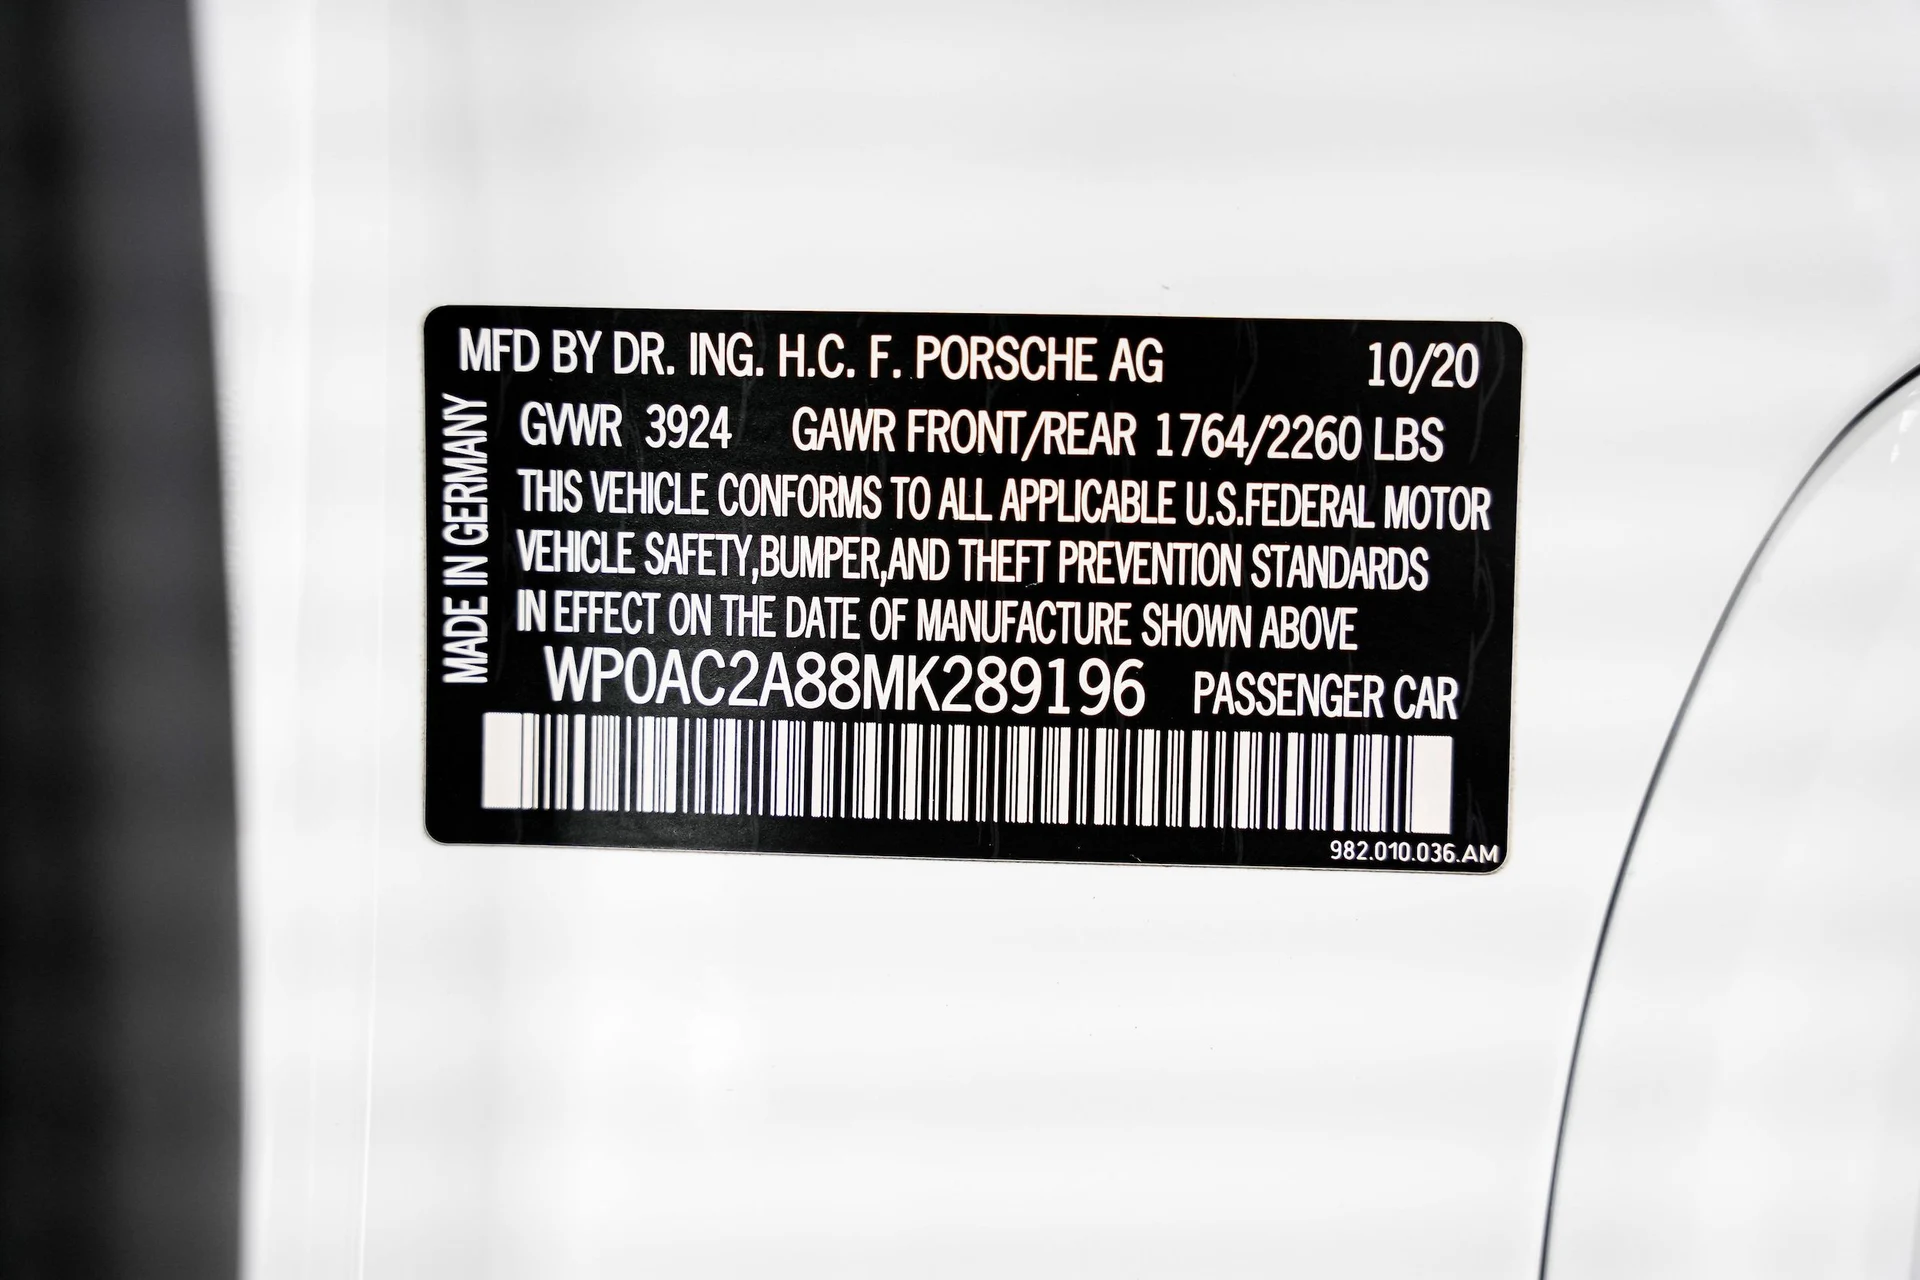 MFD BY DR. ING. H.C. F. PORSCHE AG 10/20
MADE IN GERMANY
GVWR 3924 GAWR FRONT/REAR 1764/2260 LBS
THIS VEHICLE CONFORMS TO ALL APPLICABLE U.S.FEDERAL MOTOR
VEHICLE SAFETY,BUMPER,AND THEFT PREVENTION STANDARDS
IN EFFECT ON THE DATE OF MANUFACTURE SHOWN ABOVE
WP0AC2A88MK289196 PASSENGER CAR
982.010.036.AM